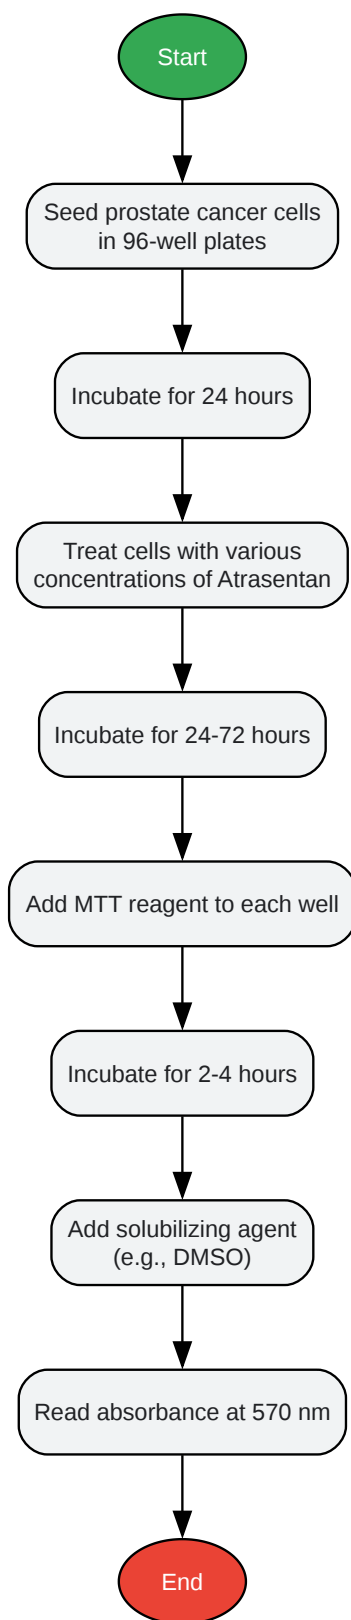 Start
Seed prostate cancer cells
in 96-well plates
Incubate for 24 hours
Treat cells with various
concentrations of Atrasentan
Incubate for 24-72 hours
Add MTT reagent to each well
Incubate for 2-4 hours
Add solubilizing agent
(e.g., DMSO)
Read absorbance at 570 nm
End